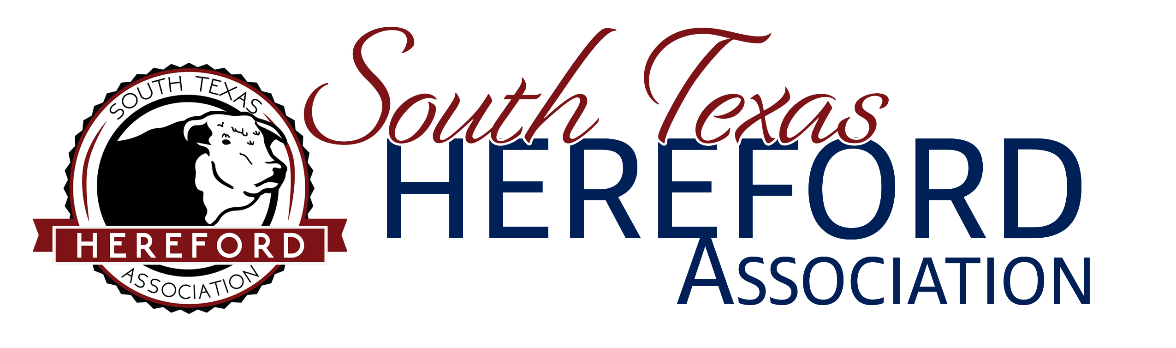 SOUTH TEXAS
HEREFORD
ASSOCIATION
South Texas
HEREFORD
ASSOCIATION